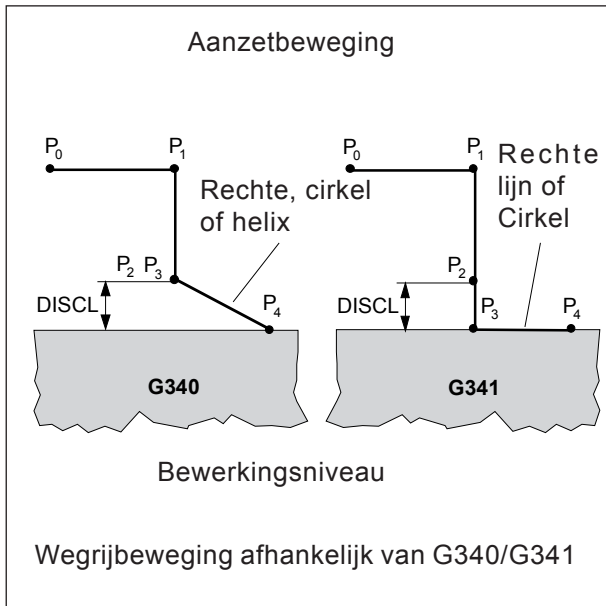 Aanzetbeweging
P0 P1
Rechte, cirkel
of helix
P2 P3
DISCL
P4
G340
P0 P1
Rechte
lijn of
Cirkel
P2
DISCL
P3 P4
G341
Bewerkingsniveau
Wegrijbeweging afhankelijk van G340/G341